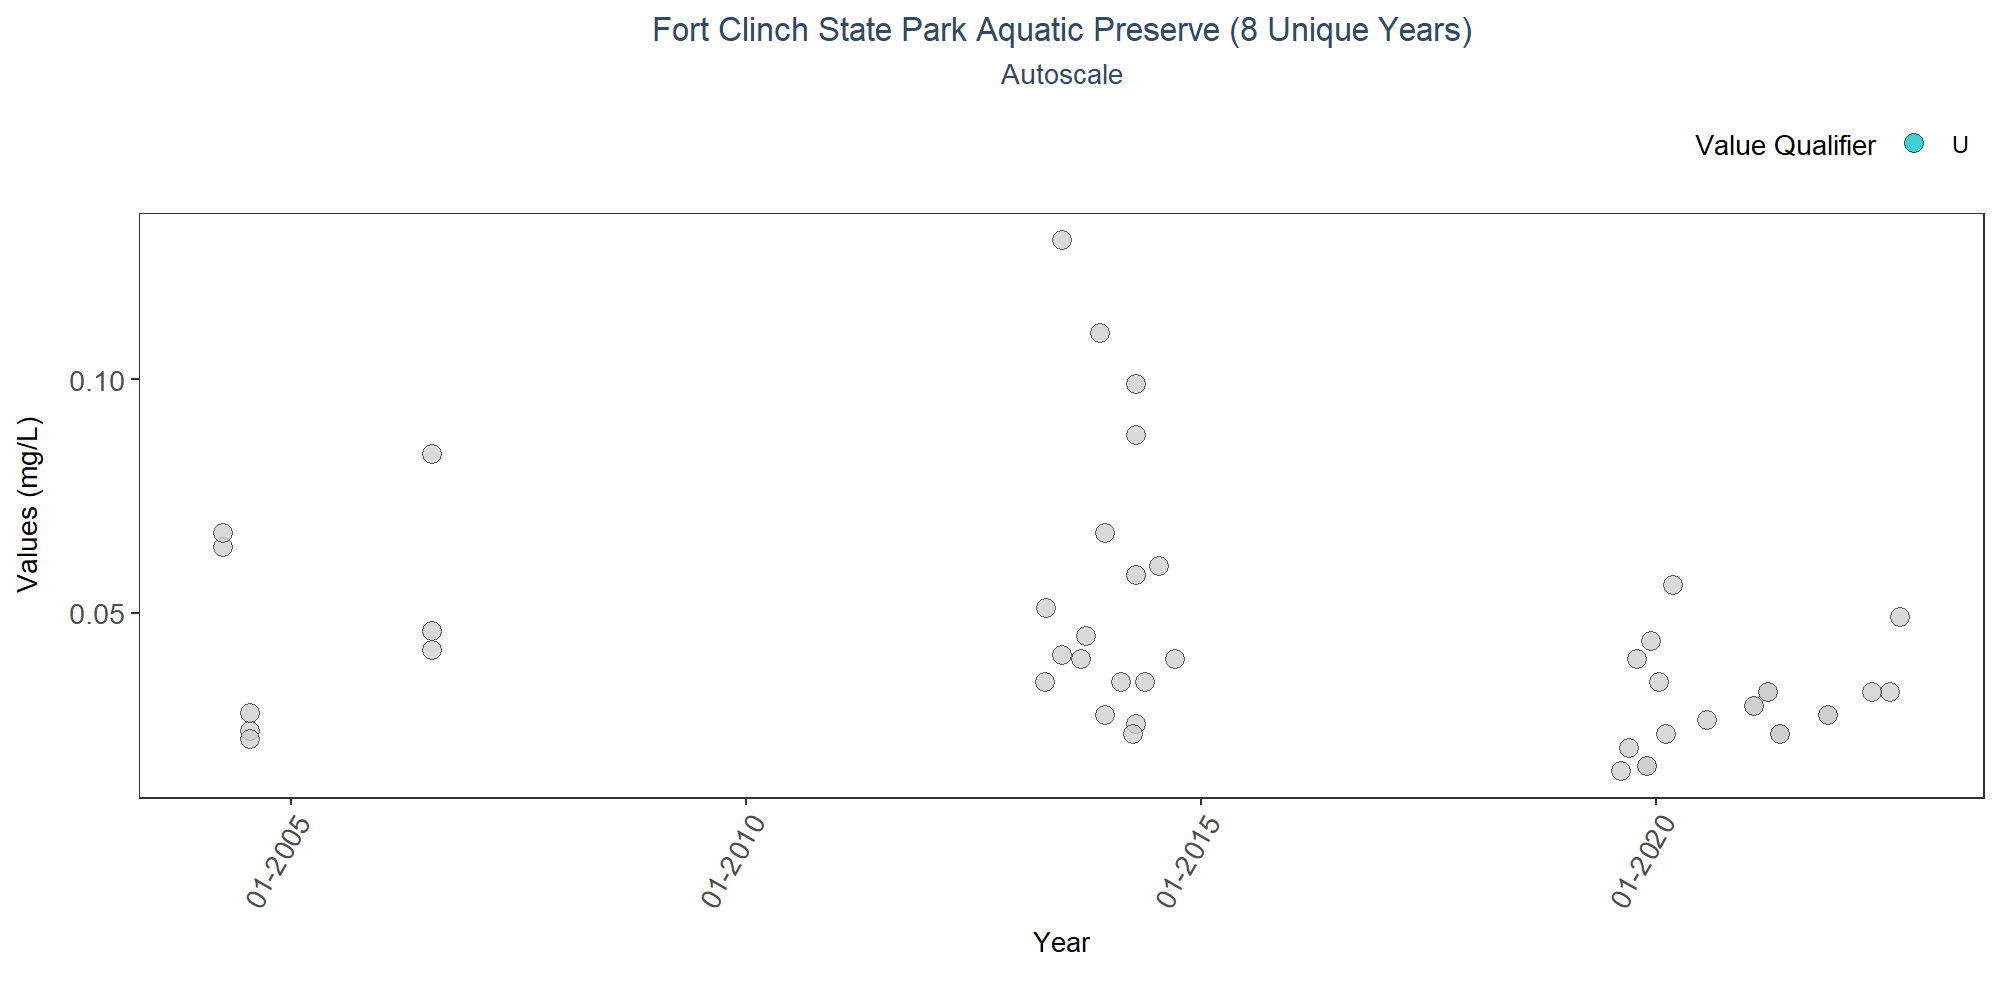 Fort Clinch State Park Aquatic Preserve (8 Unique Years)
Autoscale
Value Qualifier U
Values (mg/L)
0.10
0.05
01-2005 01-2010 01-2015 01-2020
Year